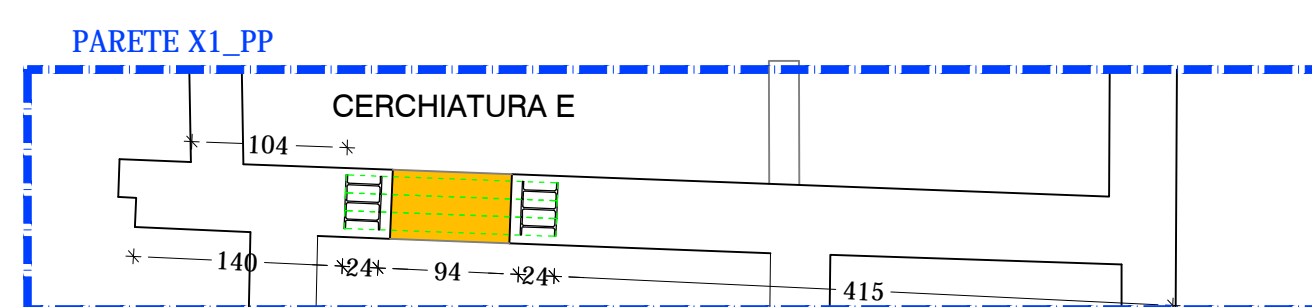 PARETE X1_PP
CERCHIATURA E
104
140 24 94 24 415